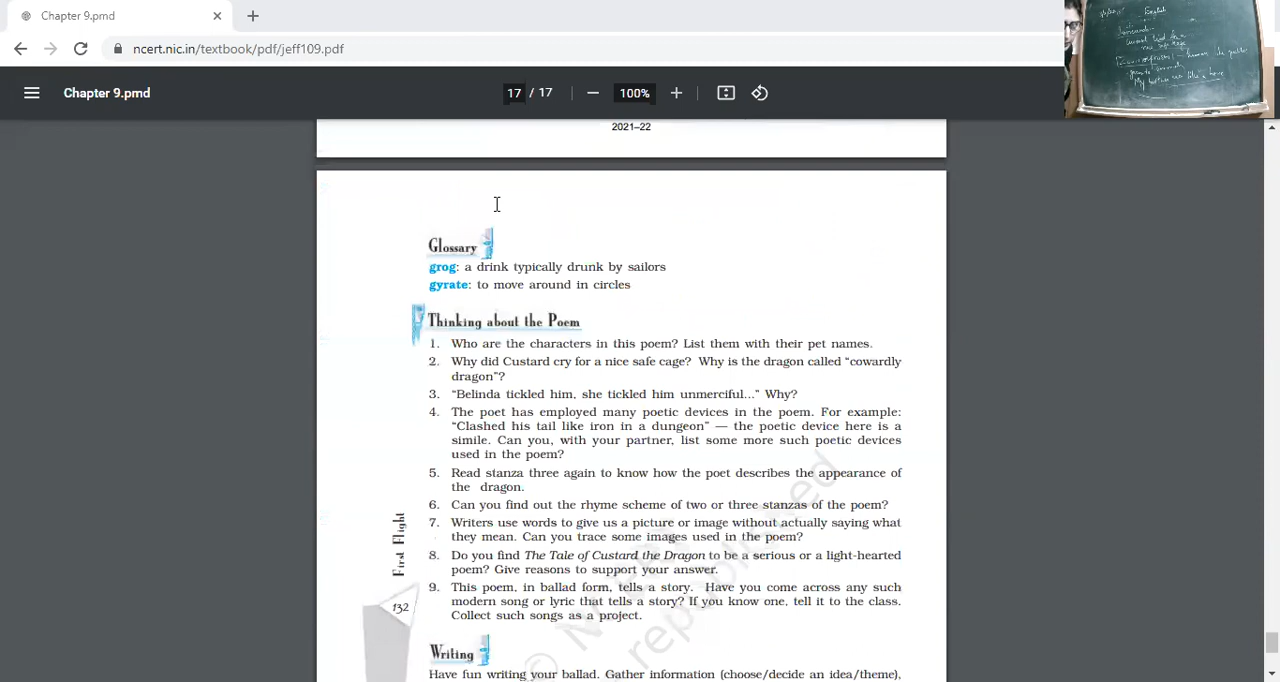 Chapter 9.pmd
ncert.nic.in/textbook/pdf/jeff109.pdf
Chapter 9.pmd
17 / 17
100%
English
2021–22
Glossary
grog: a drink typically drunk by sailors
gyrate: to move around in circles
Thinking about the Poem
1. Who are the characters in this poem? List them with their pet names.
2. Why did Custard cry for a nice safe cage? Why is the dragon called “cowardly
dragon”?
3. “Belinda tickled him, she tickled him unmerciful...” Why?
4. The poet has employed many poetic devices in the poem. For example:
“Clashed his tail like iron in a dungeon” — the poetic device here is a
simile. Can you, with your partner, list some more such poetic devices
used in the poem?
5. Read stanza three again to know how the poet describes the appearance of
the dragon.
6. Can you find out the rhyme scheme of two or three stanzas of the poem?
7. Writers use words to give us a picture or image without actually saying what
they mean. Can you trace some images used in the poem?
8. Do you find The Tale of Custard the Dragon to be a serious or a light-hearted
poem? Give reasons to support your answer.
9. This poem, in ballad form, tells a story. Have you come across any such
modern song or lyric that tells a story? If you know one, tell it to the class.
Collect such songs as a project.
First Flight
132
Writing
Have fun writing your ballad. Gather information (choose/decide an idea/theme),
republished